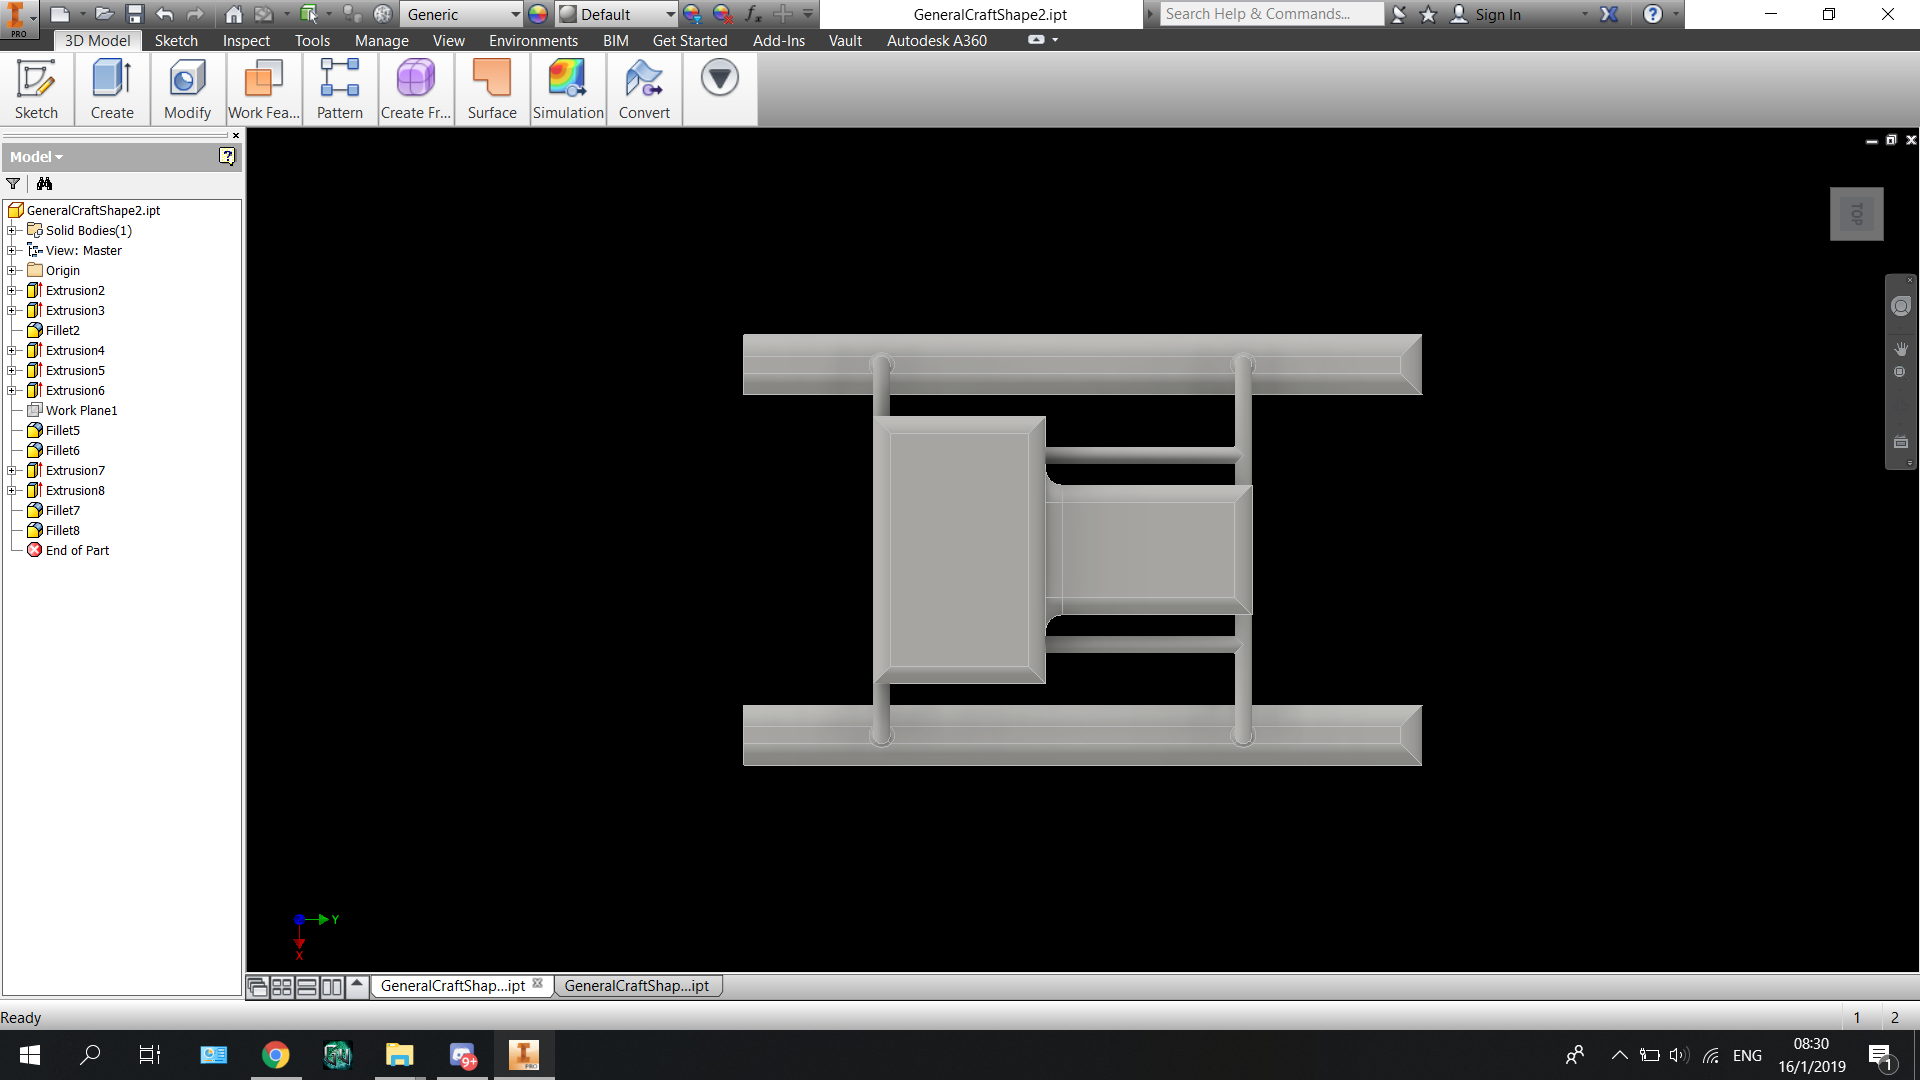 PRO
Generic
Default
GeneralCraftShape2.ipt
Search Help & Commands...
Sign In
3D Model
Sketch
Inspect
Tools
Manage
View
Environments
BIM
Get Started
Add-Ins
Vault
Autodesk A360
Sketch
Create
Modify
Work Fea...
Pattern
Create Fr...
Surface
Simulation
Convert
Model
GeneralCraftShape2.ipt
Solid Bodies(1)
View: Master
Origin
Extrusion2
Extrusion3
Fillet2
Extrusion4
Extrusion5
Extrusion6
Work Plane1
Fillet5
Fillet6
Extrusion7
Extrusion8
Fillet7
Fillet8
End of Part
TOP
Y
X
GeneralCraftShap...ipt
GeneralCraftShap...ipt
Ready
1
2
9+
PRO
ENG
08:30
16/1/2019
1